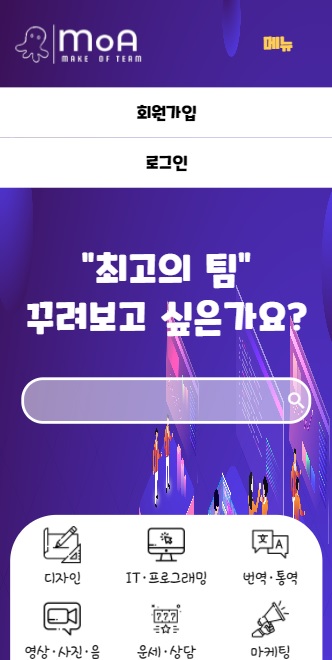 MoA
MAKE OF TEAM
메뉴
회원가입
로그인
"최고의 팀"
꾸려보고 싶은가요?
디자인
IT·프로그래밍
번역·통역
영상·사진·음
운세·상담
마케팅